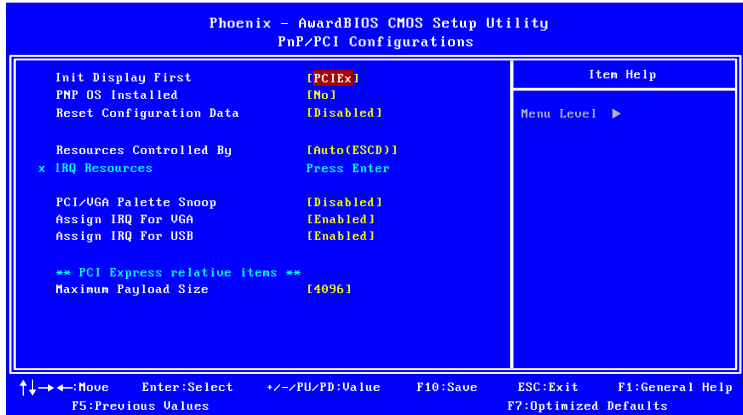 Phoenix - AwardBIOS CMOS Setup Utility
PnP/PCI Configurations
Init Display First [PCIEx]
PNP OS Installed [No]
Reset Configuration Data [Disabled]
Resources Controlled By [Auto(ESCD)]
x IRQ Resources Press Enter
PCI/VGA Palette Snoop [Disabled]
Assign IRQ For VGA [Enabled]
Assign IRQ For USB [Enabled]
** PCI Express relative items **
Maximum Payload Size [4096]
Item Help
Menu Level ▶
↑↓→←:Move Enter:Select +/-/PU/PD:Value F10:Save ESC:Exit F1:General Help
F5:Previous Values F7:Optimized Defaults